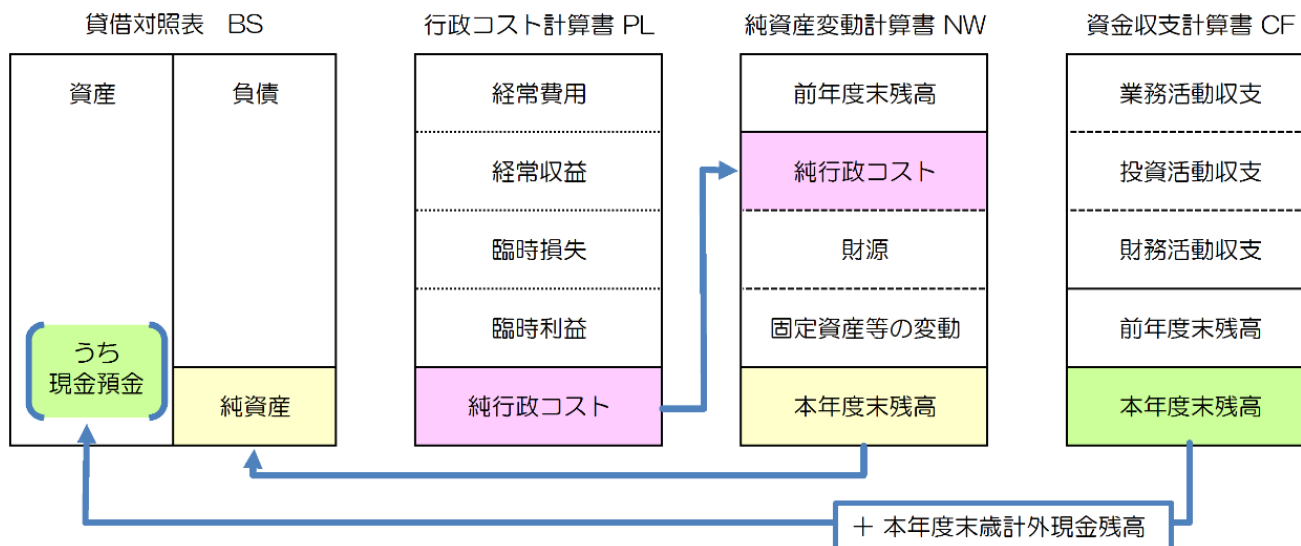 貸借対照表 BS
資産
負債
うち
現金預金
純資産
行政コスト計算書 PL
経常費用
経常収益
臨時損失
臨時利益
純行政コスト
純資産変動計算書 NW
前年度末残高
純行政コスト
財源
固定資産等の変動
本年度末残高
資金収支計算書 CF
業務活動収支
投資活動収支
財務活動収支
前年度末残高
本年度末残高
＋ 本年度末歳計外現金残高